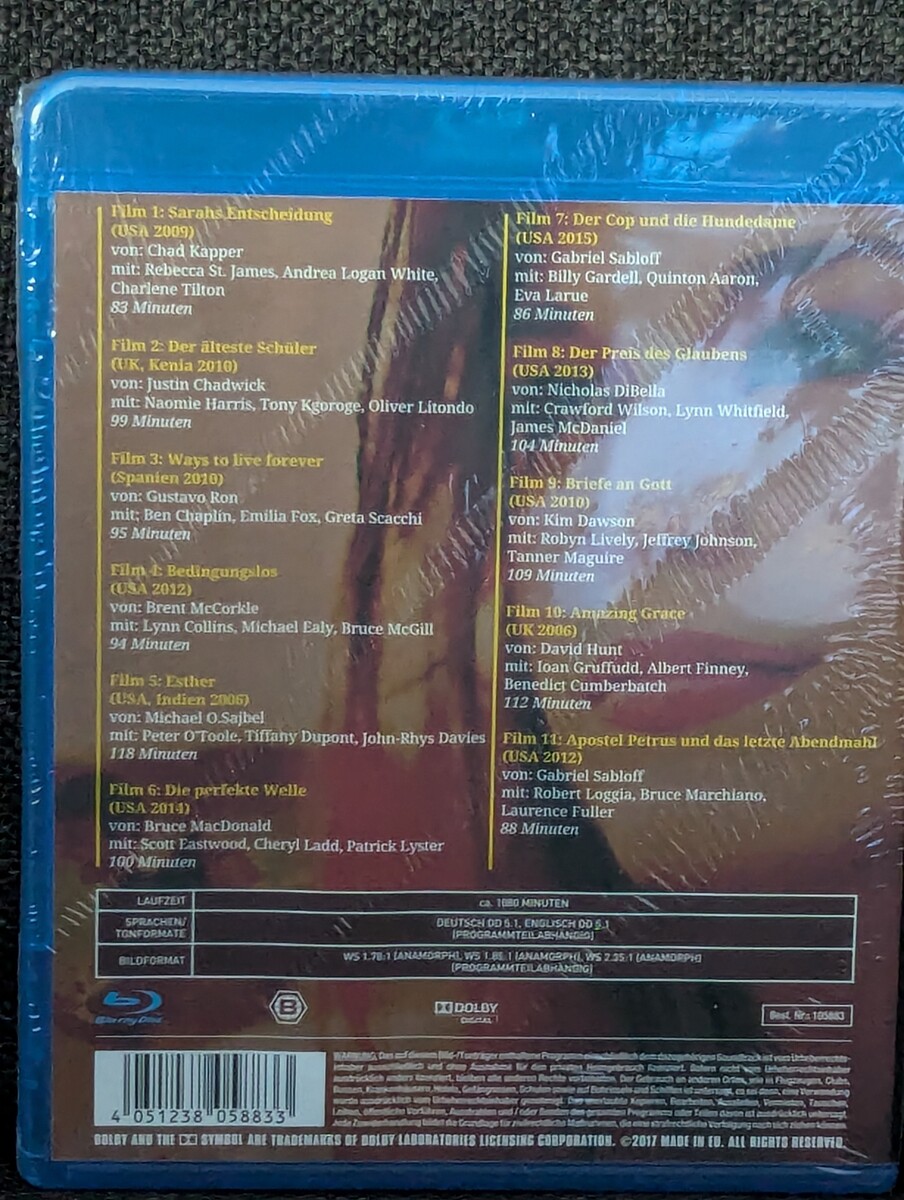 Film 1: Sarahs Entscheidung
(USA 2009)
von: Chad Kapper
mit: Rebecca St. James, Andrea Logan White,
Charlene Tilton
83 Minuten
Film 2: Der älteste Schüler
(UK, Kenia 2010)
von: Justin Chadwick
mit: Naomie Harris, Tony Kgoroge, Oliver Litondo
99 Minuten
Film 3: Ways to live forever
(Spanien 2010)
von: Gustavo Ron
mit: Ben Chaplin, Emilia Fox, Greta Scacchi
95 Minuten
Film 4: Bedingungslos
(USA 2012)
von: Brent McCorkle
mit: Lynn Collins, Michael Ealy, Bruce McGill
94 Minuten
Film 5: Esther
(USA, Indien 2006)
von: Michael O.Sajbel
mit: Peter O'Toole, Tiffany Dupont, John-Rhys Davies
118 Minuten
Film 6: Die perfekte Welle
(USA 2014)
von: Bruce MacDonald
mit: Scott Eastwood, Cheryl Ladd, Patrick Lyster
100 Minuten
Film 7: Der Cop und die Hundedame
(USA 2015)
von: Gabriel Sabloff
mit: Billy Gardell, Quinton Aaron,
Eva Larue
86 Minuten
Film 8: Der Preis des Glaubens
(USA 2013)
von: Nicholas DiBella
mit: Crawford Wilson, Lynn Whitfield,
James McDaniel
104 Minuten
Film 9: Briefe an Gott
(USA 2010)
von: Kim Dawson
mit: Robyn Lively, Jeffrey Johnson,
Tanner Maguire
109 Minuten
Film 10: Amazing Grace
(UK 2006)
von: David Hunt
mit: Ioan Gruffudd, Albert Finney,
Benedict Cumberbatch
112 Minuten
Film 11: Apostel Petrus und das letzte Abendmahl
(USA 2012)
von: Gabriel Sabloff
mit: Robert Loggia, Bruce Marchiano,
Laurence Fuller
88 Minuten
LAUFZEIT ca. 1080 MINUTEN
SPRACHEN/ TONFORMATE DEUTSCH DD 5.1, ENGLISCH DD 5.1
(PROGRAMMTEILABHÄNGIG)
BILDFORMAT WS 1.78:1 (ANAMORPH), WS 1.85:1 (ANAMORPH), WS 2.35:1 (ANAMORPH)
(PROGRAMMTEILABHÄNGIG)
Blu-ray Disc
B
DOLBY
DIGITAL
Best. Nr.: 105883
4 051238 058833
DOLBY AND THE SYMBOL ARE TRADEMARKS OF DOLBY LABORATORIES LICENSING CORPORATION. ©2017 MADE IN EU. ALL RIGHTS RESERVED.